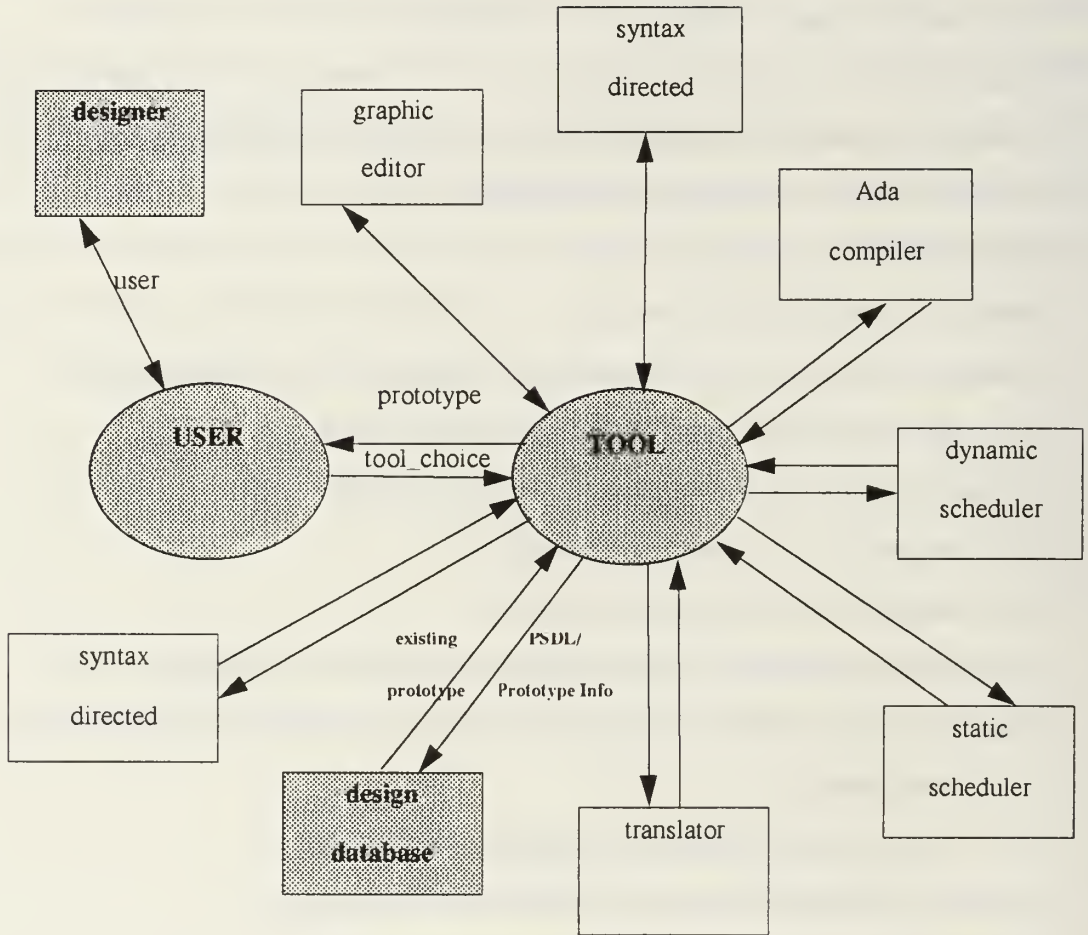 syntax
directed
designer
graphic
editor
Ada
compiler
user
prototype
USER
TOOL
tool_choice
dynamic
scheduler
existing
PSDL/
prototype
Prototype Info
syntax
directed
static
scheduler
design
database
translator